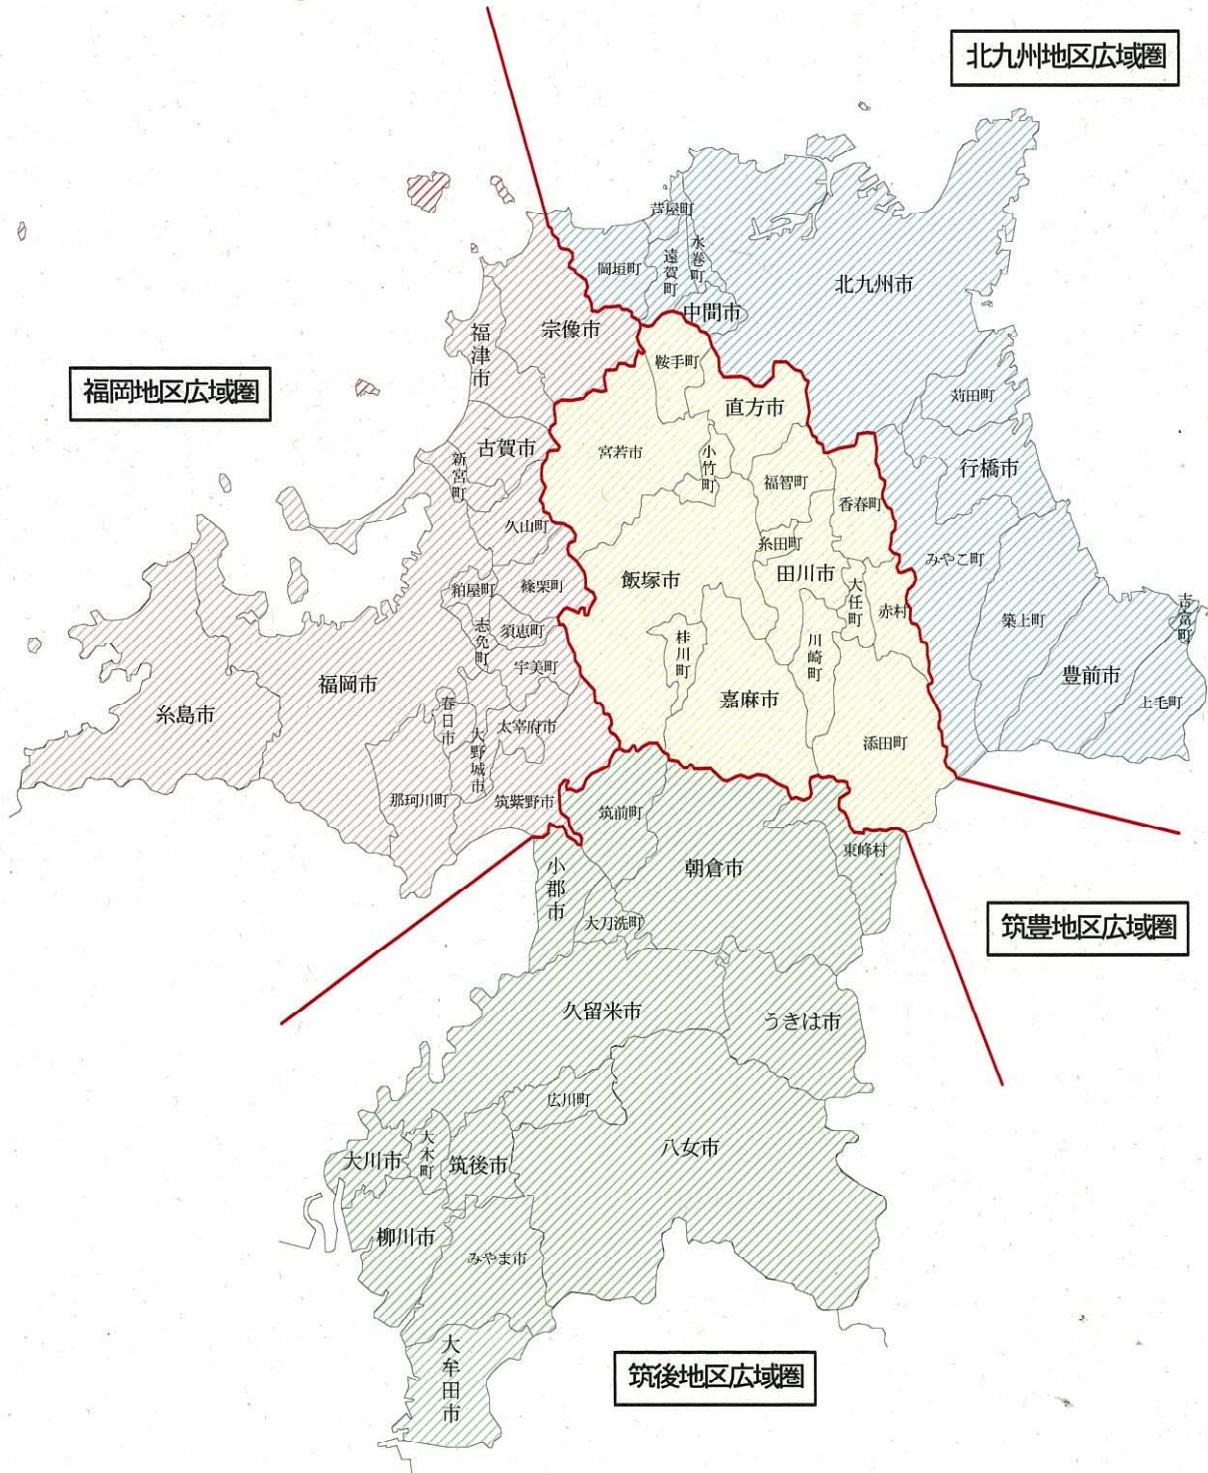 北九州地区広域圏
芦屋町
水巻町
岡垣町
遠賀町
北九州市
中間市
宗像市
福津市
鞍手町
福岡地区広域圏
苅田町
直方市
古賀市
宮若市
小竹町
新宮町
行橋市
福智町
香春町
久山町
糸田町
みやこ町
飯塚市
田川市
粕屋町
篠栗町
大任町
赤村
吉富町
築上町
志免町
須恵町
桂川町
川崎町
宇美町
豊前市
福岡市
嘉麻市
上毛町
糸島市
春日市
大野城市
太宰府市
添田町
那珂川町
筑紫野市
筑前町
東峰村
朝倉市
小郡市
大刀洗町
筑豊地区広域圏
久留米市
うきは市
広川町
八女市
大川市
大木町
筑後市
柳川市
みやま市
大牟田市
筑後地区広域圏